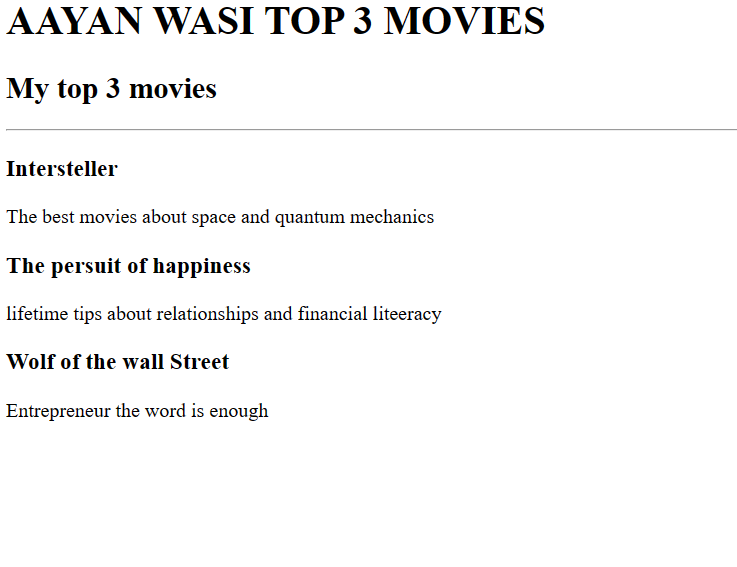 AAYAN WASI TOP 3 MOVIES
My top 3 movies
Intersteller
The best movies about space and quantum mechanics
The persuit of happiness
lifetime tips about relationships and financial liteeracy
Wolf of the wall Street
Entrepreneur the word is enough